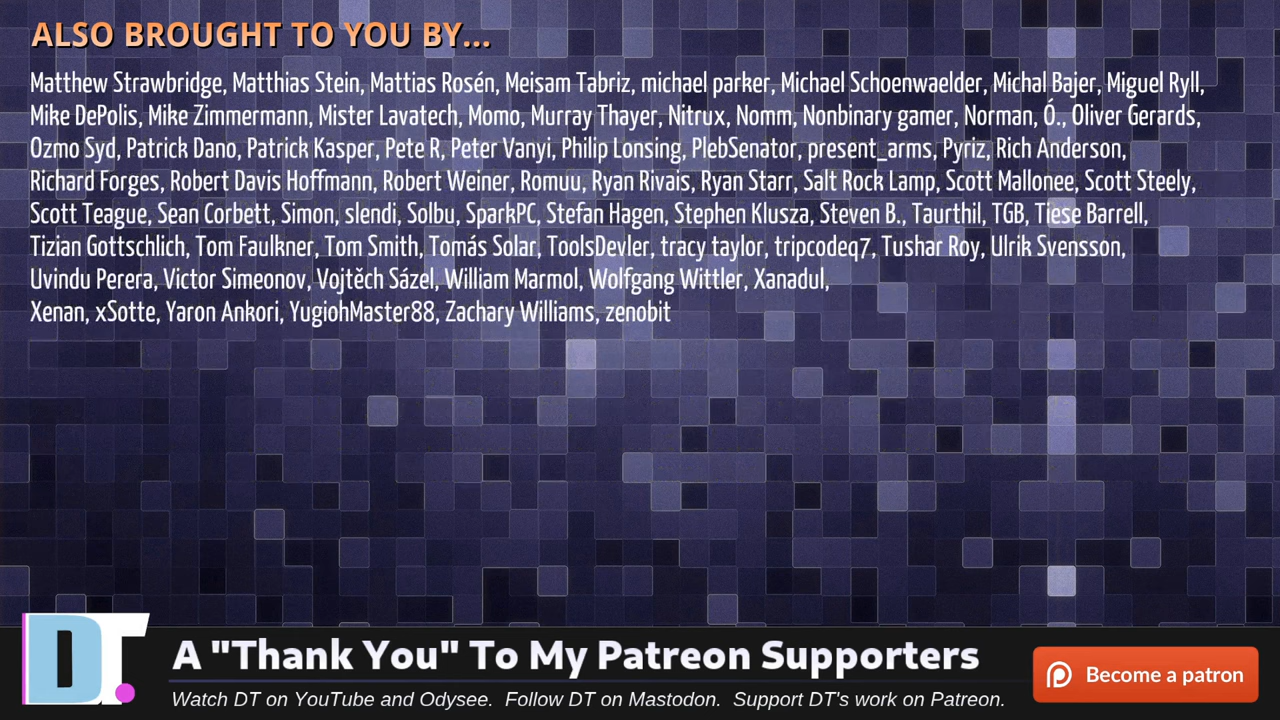 ALSO BROUGHT TO YOU BY...
Matthew Strawbridge, Matthias Stein, Mattias Rosén, Meisam Tabriz, michael parker, Michael Schoenwaelder, Michal Bajer, Miguel Ryll,
Mike DePolis, Mike Zimmermann, Mister Lavatech, Momo, Murray Thayer, Nitrux, Nomm, Nonbinary gamer, Norman, Ó., Oliver Gerards,
Ozmo Syd, Patrick Dano, Patrick Kasper, Pete R, Peter Vanyi, Philip Lonsing, PlebSenator, present_arms, Pyriz, Rich Anderson,
Richard Forges, Robert Davis Hoffmann, Robert Weiner, Romuu, Ryan Rivais, Ryan Starr, Salt Rock Lamp, Scott Mallonee, Scott Steely,
Scott Teague, Sean Corbett, Simon, slendi, Solbu, SparkPC, Stefan Hagen, Stephen Klusza, Steven B., Taurthil, TGB, Tiese Barrell,
Tizian Gottschlich, Tom Faulkner, Tom Smith, Tomás Solar, ToolsDevler, tracy taylor, tripcodeq7, Tushar Roy, Ulrik Svensson,
Uvindu Perera, Victor Simeonov, Vojtěch Sázel, William Marmol, Wolfgang Wittler, Xanadul,
Xenan, xSotte, Yaron Ankori, YugiohMaster88, Zachary Williams, zenobit
DT.
A "Thank You" To My Patreon Supporters
Watch DT on YouTube and Odysee. Follow DT on Mastodon. Support DT's work on Patreon.
Become a patron